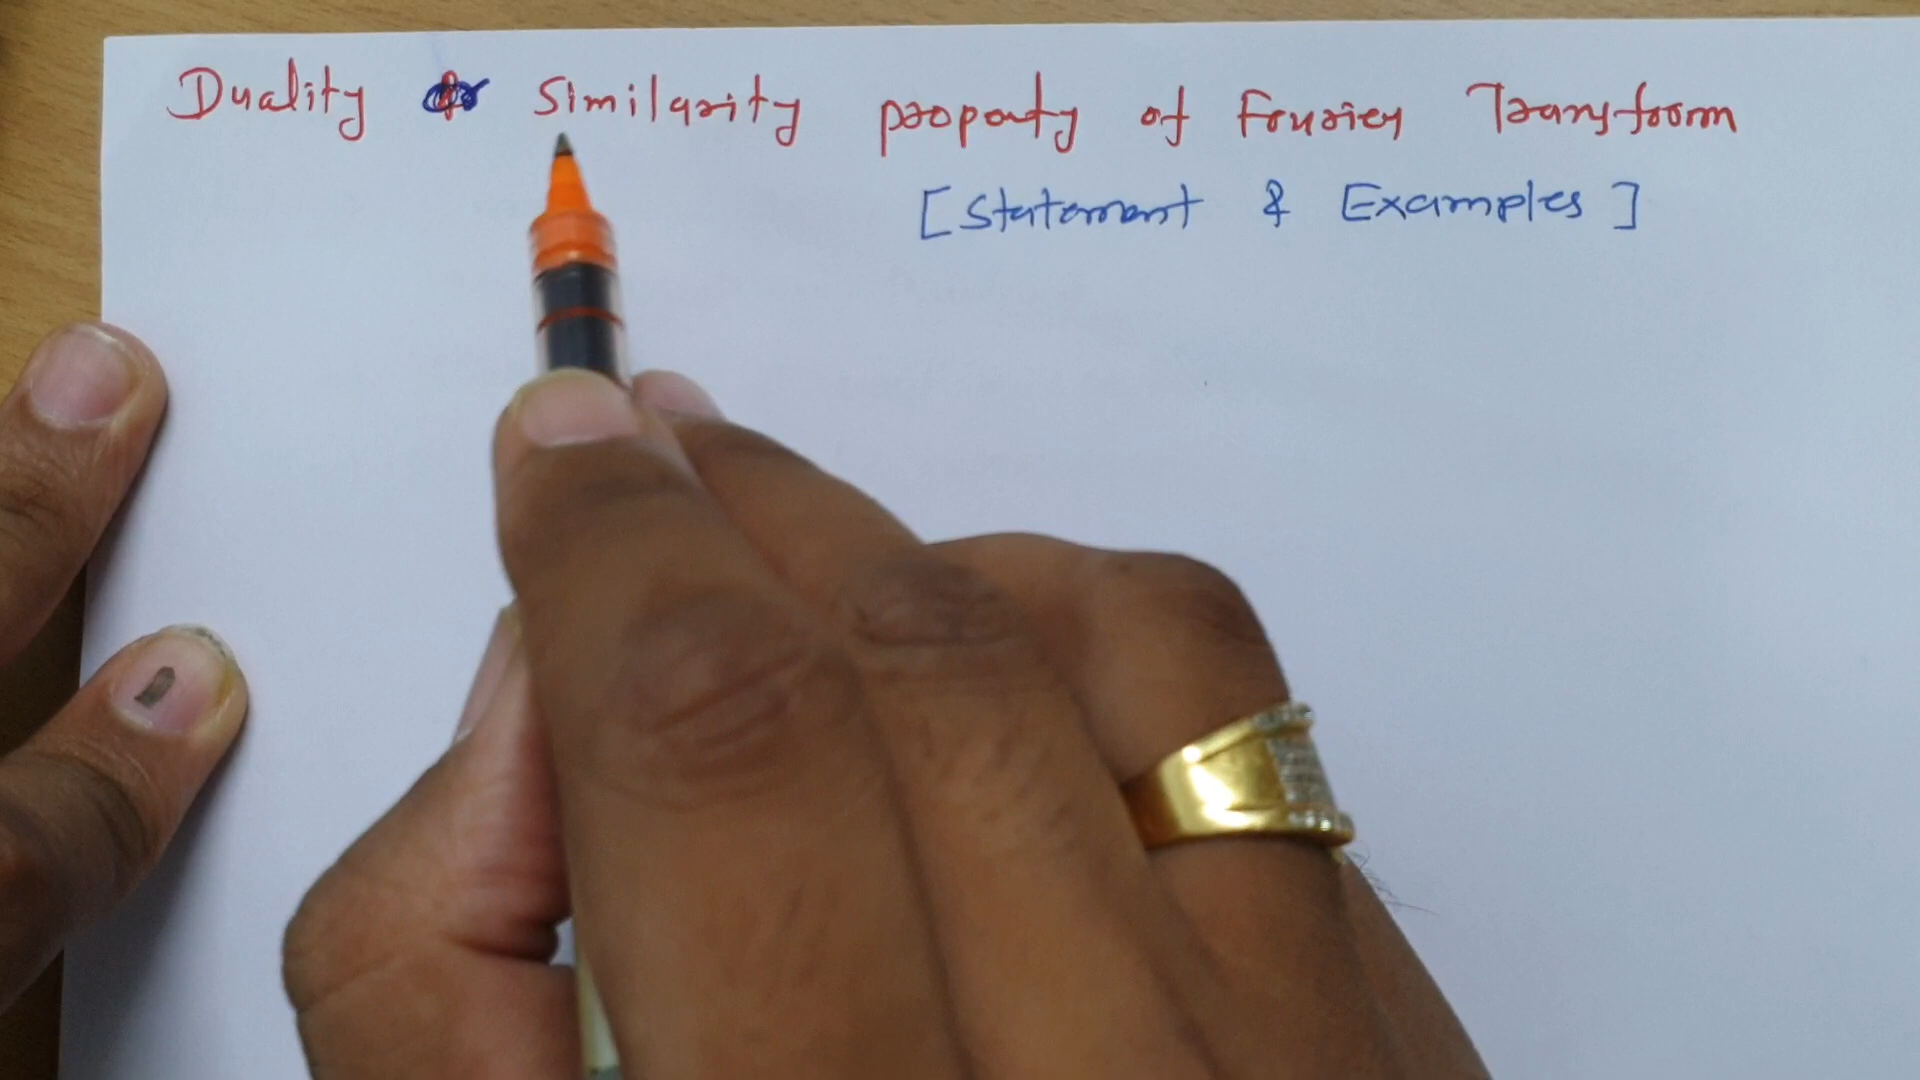 Duality or Similarity property of Fourier Transform
[Statement & Examples]